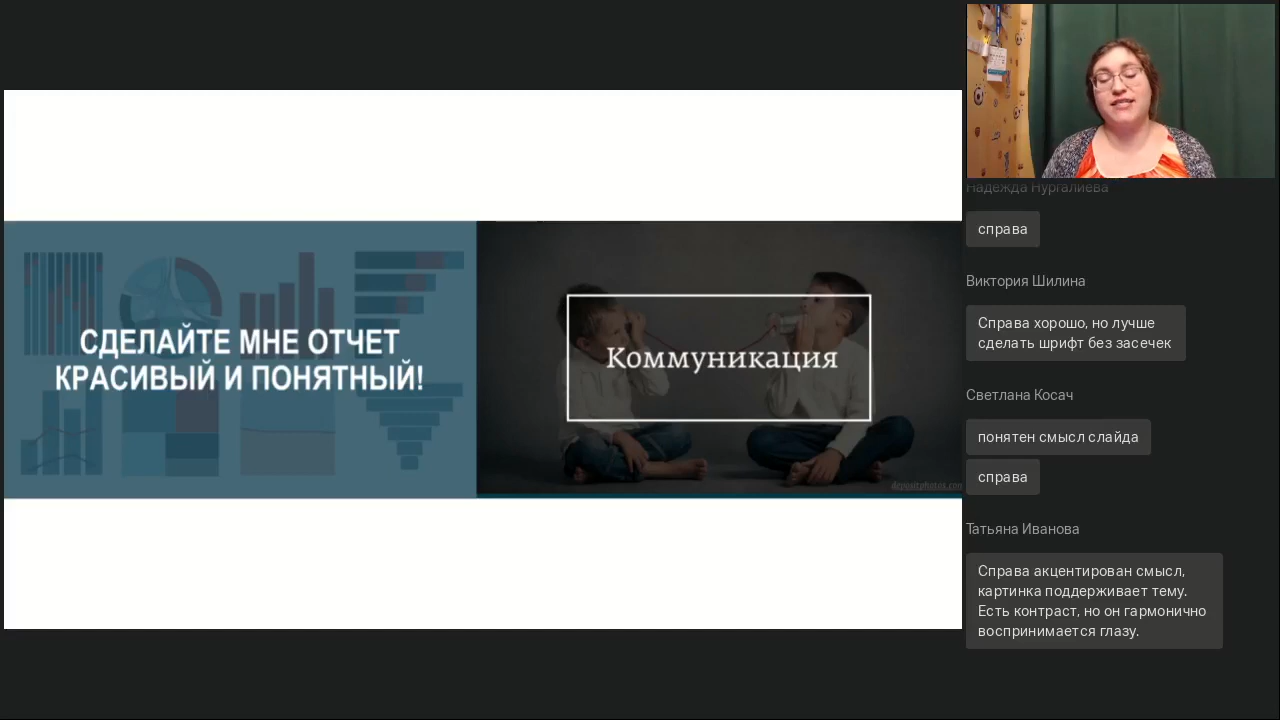 СДЕЛАЙТЕ МНЕ ОТЧЕТ
КРАСИВЫЙ И ПОНЯТНЫЙ!
Коммуникация
depositphotos.com
Надежда Нургалиева
справа
Виктория Шилина
Справа хорошо, но лучше
сделать шрифт без засечек
Светлана Косач
понятен смысл слайда
справа
Татьяна Иванова
Справа акцентирован смысл,
картинка поддерживает тему.
Есть контраст, но он гармонично
воспринимается глазу.